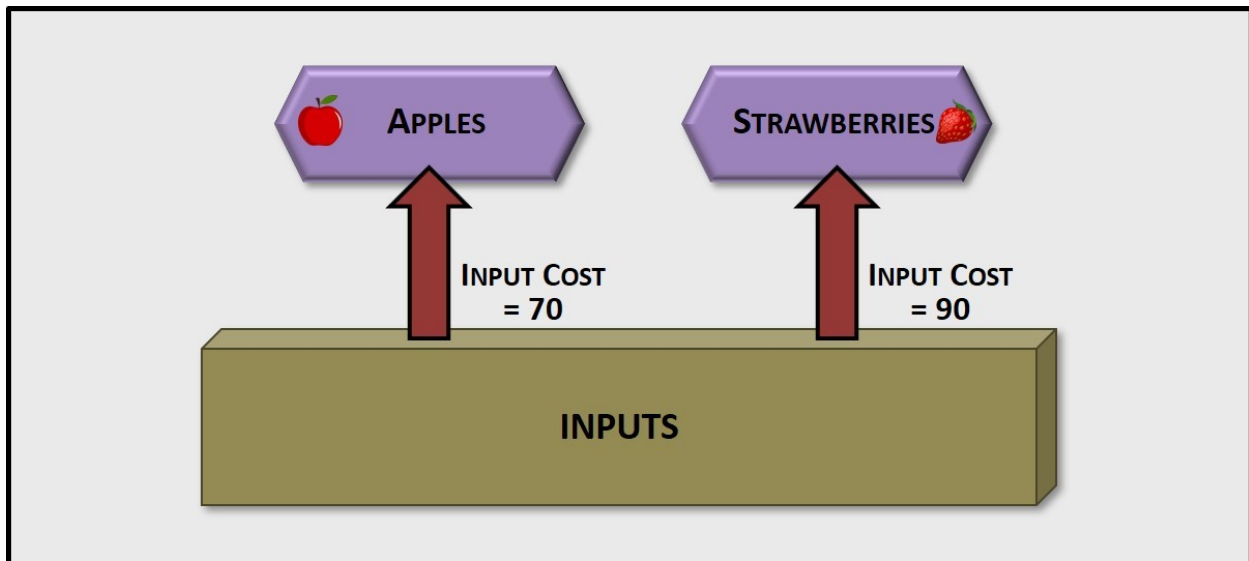 APPLES
STRAWBERRIES
INPUT COST
= 70
INPUT COST
= 90
INPUTS